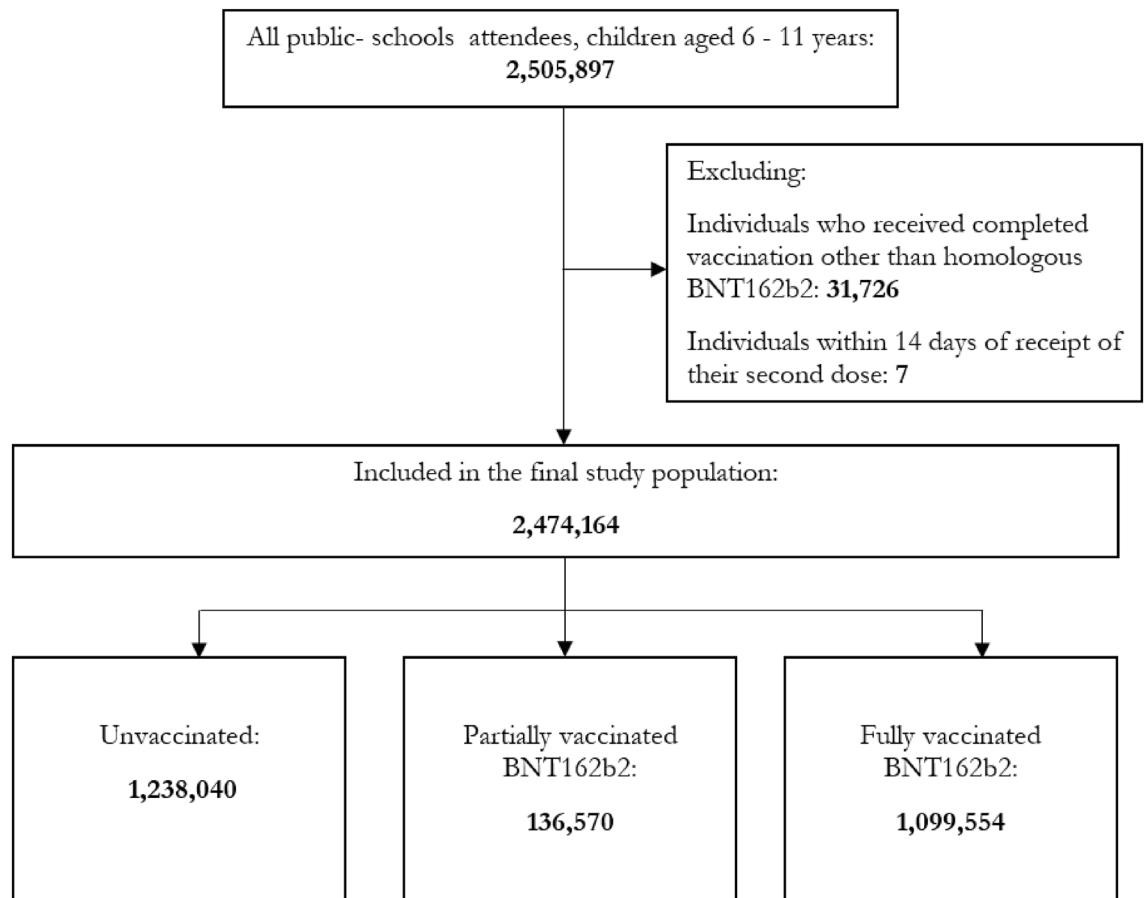 All public- schools attendees, children aged 6 - 11 years:
2,505,897
Excluding:
Individuals who received completed
vaccination other than homologous
BNT162b2: 31,726
Individuals within 14 days of receipt of
their second dose: 7
Included in the final study population:
2,474,164
Unvaccinated:
1,238,040
Partially vaccinated
BNT162b2:
136,570
Fully vaccinated
BNT162b2:
1,099,554